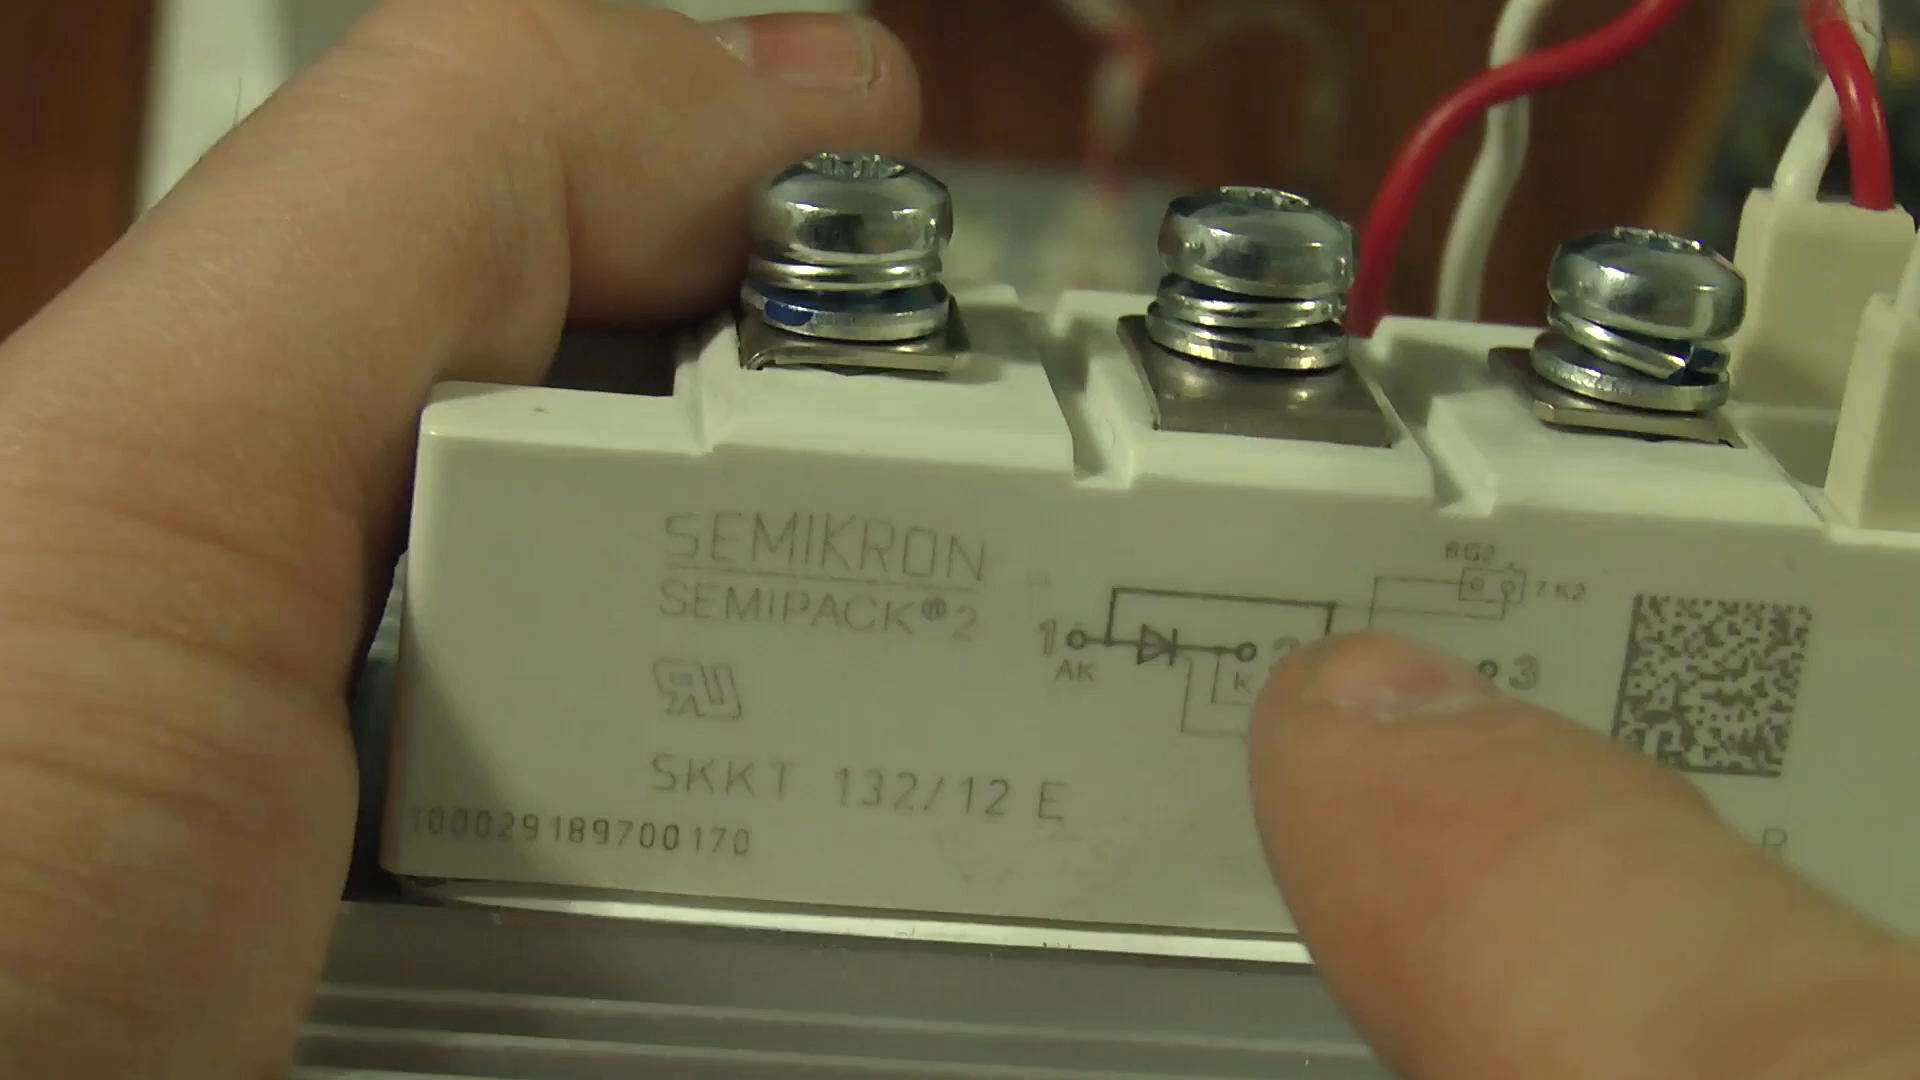 SEMIKRON
SEMIPACK®2
SKKT 132/12 E
100029189700170
6G2
7K2
1
AK
K
3
R